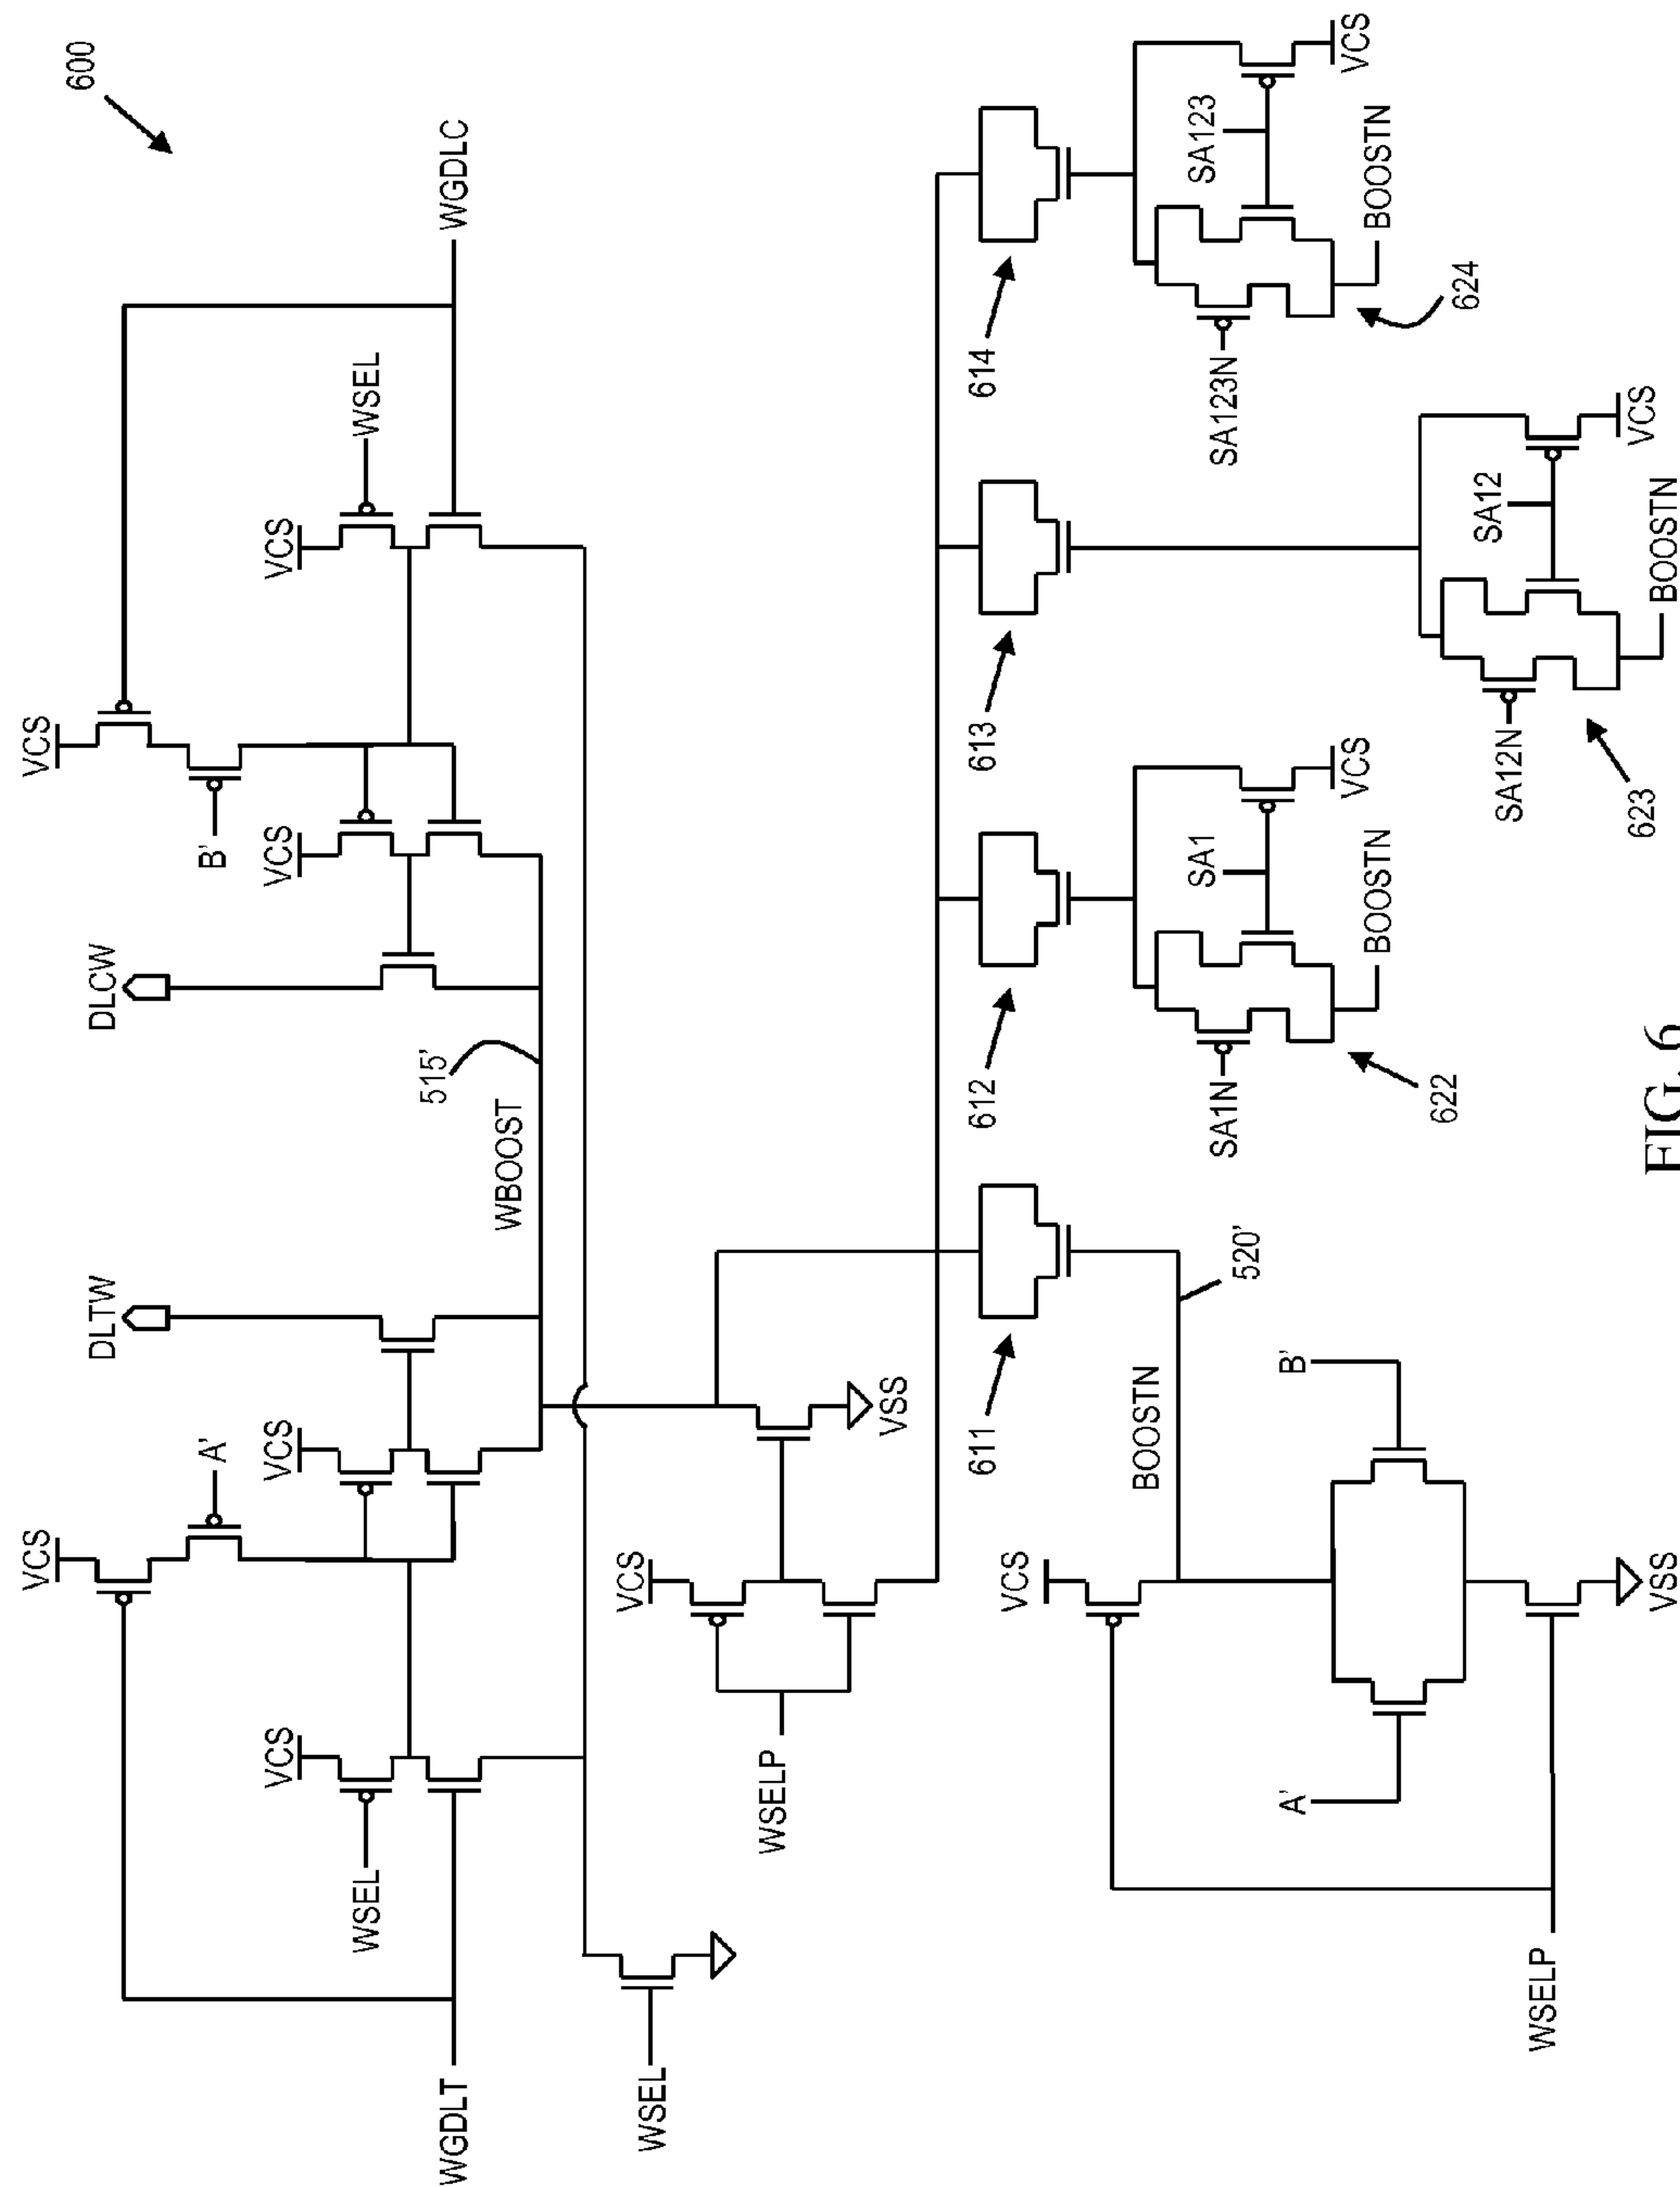 600
VCS
VCS
DLTW
DLCW
A'
B'
VCS
VCS
VCS
VCS
WSEL
WSEL
WGDLT
WGDLC
515'
WBOOST
WSEL
VCS
WSELP
VSS
611
612
613
614
VCS
BOOSTN
520'
SA1
SA1N
VCS
BOOSTN
622
SA123
SA123N
VCS
BOOSTN
624
A'
B'
SA12
SA12N
VCS
BOOSTN
623
WSELP
VSS
FIG. 6